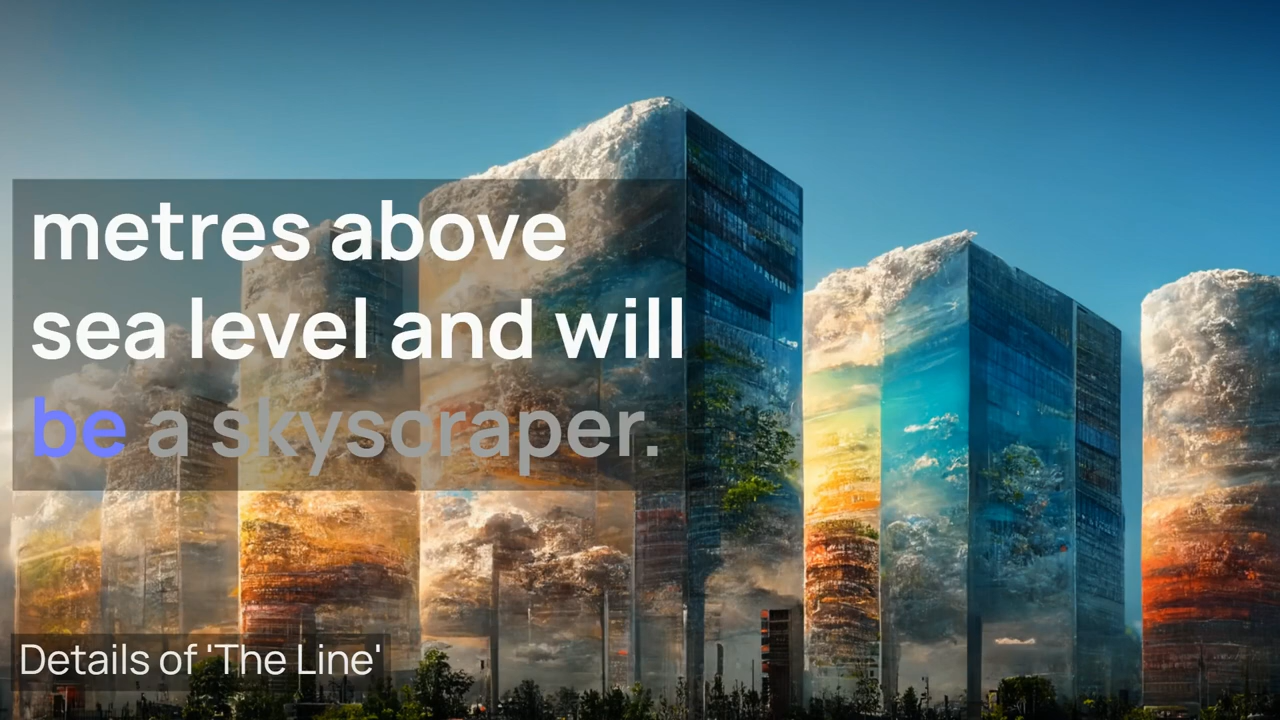 metres above
sea level and will
be a skyscraper.
Details of 'The Line'